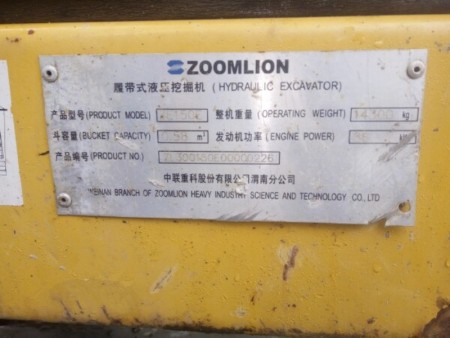 ZOOMLION
履带式液压挖掘机 (HYDRAULIC EXCAVATOR)
产品型号(PRODUCT MODEL) 整机重量(OPERATING WEIGHT) 14300 kg
斗容量(BUCKET CAPACITY) 0.55 m³ 发动机功率(ENGINE POWER)
产品编号(PRODUCT NO.)
中联重科股份有限公司渭南分公司
WEINAN BRANCH OF ZOOMLION HEAVY INDUSTRY SCIENCE AND TECHNOLOGY CO., LTD